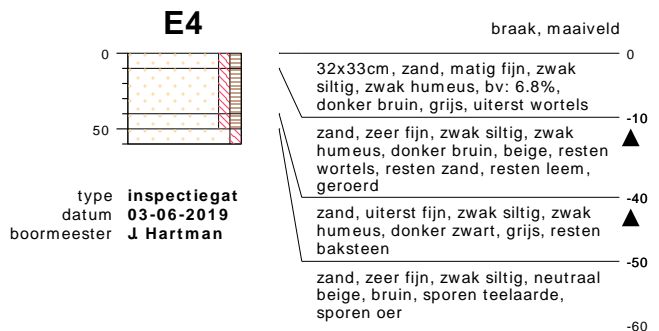 E4
braak, maaiveld
0
0
32x33cm, zand, matig fijn, zwak
siltig, zwak humeus, bv: 6.8%,
donker bruin, grijs, uiterst wortels
-10
50
zand, zeer fijn, zwak siltig, zwak
humeus, donker bruin, beige, resten
wortels, resten zand, resten leem,
geroerd
-40
type inspectiegat
datum 03-06-2019
boormeester J. Hartman
zand, uiterst fijn, zwak siltig, zwak
humeus, donker zwart, grijs, resten
baksteen
-50
zand, zeer fijn, zwak siltig, neutraal
beige, bruin, sporen teelaarde,
sporen oer
-60